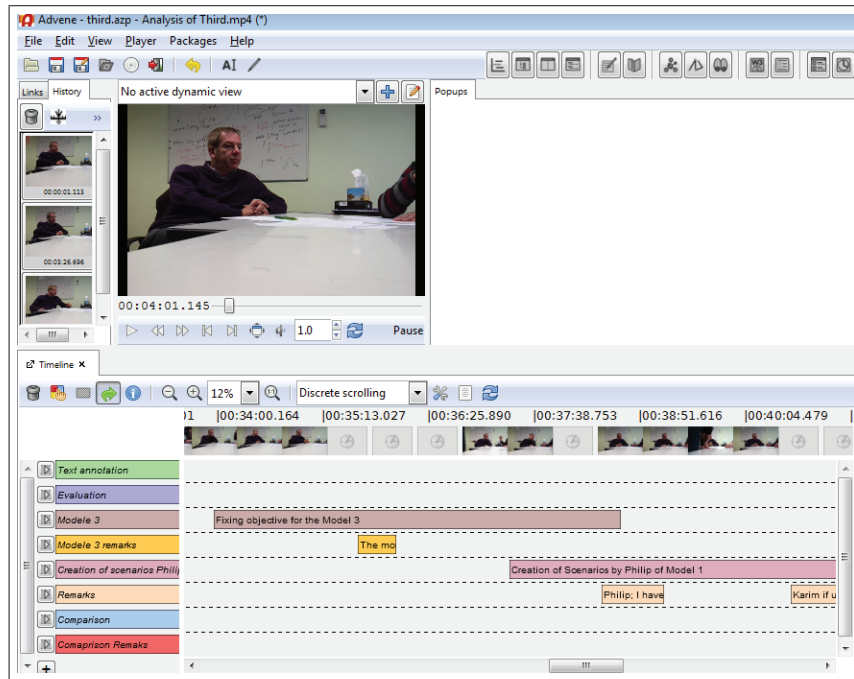 Advene - third.azp - Analysis of Third.mp4 (*)
File Edit View Player Packages Help
AI
Links History
No active dynamic view
Popups
»
00:00:01.113
00:03:26.696
00:04:01.145
1.0
Pause
Timeline
12%
1:1
Discrete scrolling
01 |00:34:00.164 |00:35:13.027 |00:36:25.890 |00:37:38.753 |00:38:51.616 |00:40:04.479 |
Text annotation
Evaluation
Modele 3 Fixing objective for the Model 3
Modele 3 remarks The mo
Creation of scenarios Philip Creation of Scenarios by Philip of Model 1
Remarks Philip; I have Karim if u
Comparison
Comaprison Remaks